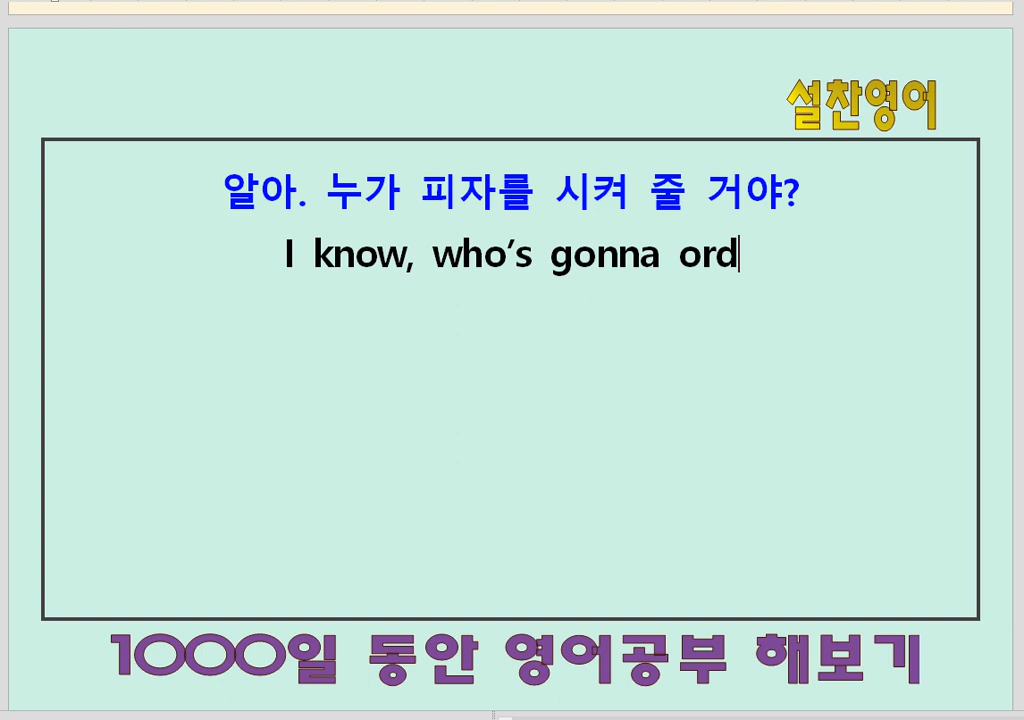 설찬영어
알아. 누가 피자를 시켜 줄 거야?
I know, who's gonna ord
1000일 동안 영어공부 해보기